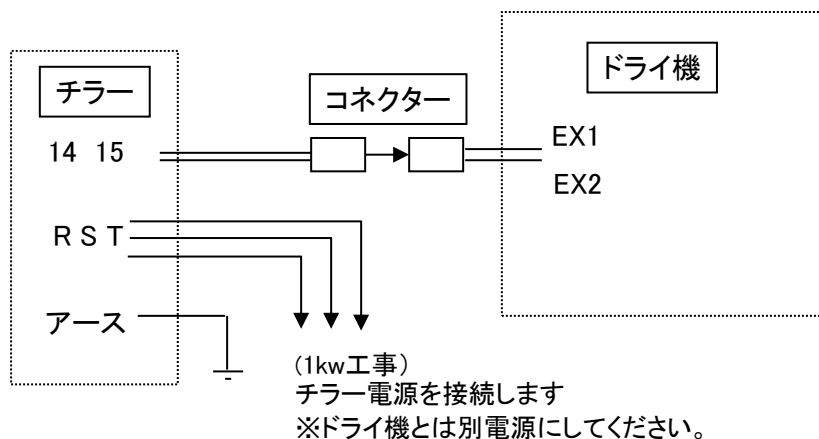 チラー
14 15
R S T
アース
コネクター
ドライ機
EX1
EX2
(1kw工事)
チラー電源を接続します
※ドライ機とは別電源にしてください。